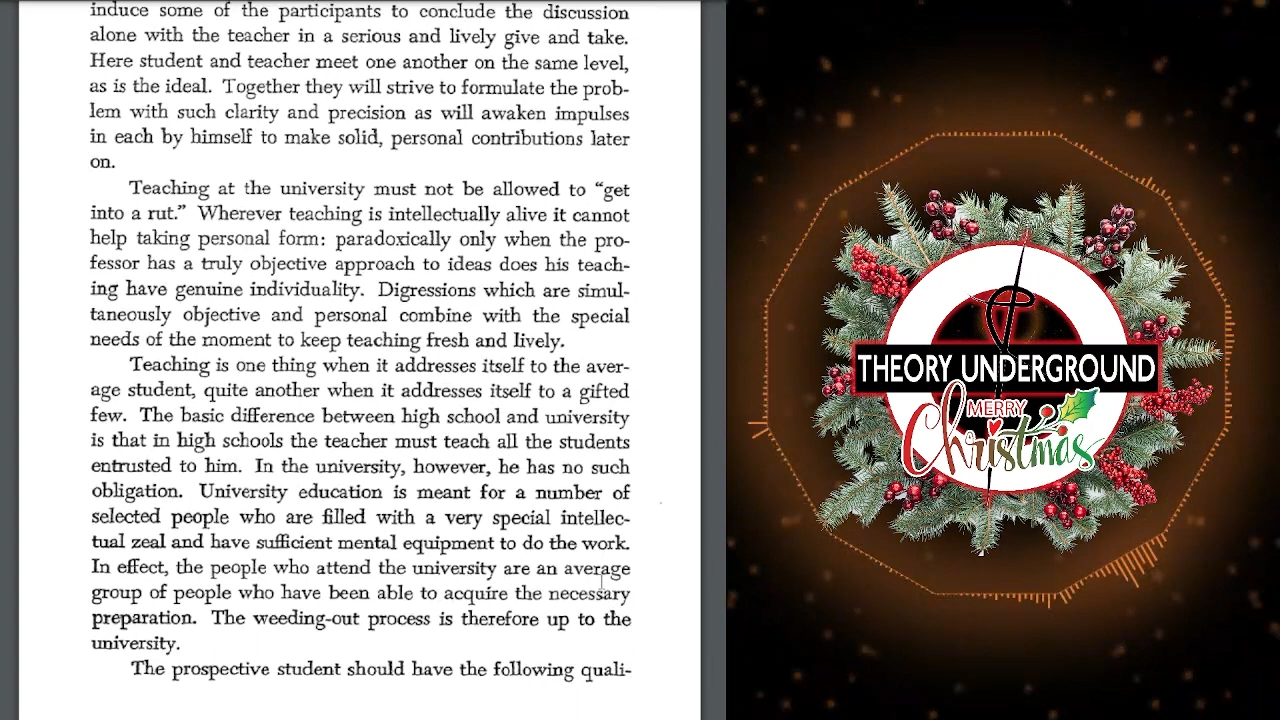 induce some of the participants to conclude the discussion
alone with the teacher in a serious and lively give and take.
Here student and teacher meet one another on the same level,
as is the ideal. Together they will strive to formulate the prob-
lem with such clarity and precision as will awaken impulses
in each by himself to make solid, personal contributions later
on.
Teaching at the university must not be allowed to “get
into a rut.” Wherever teaching is intellectually alive it cannot
help taking personal form: paradoxically only when the pro-
fessor has a truly objective approach to ideas does his teach-
ing have genuine individuality. Digressions which are simul-
taneously objective and personal combine with the special
needs of the moment to keep teaching fresh and lively.
Teaching is one thing when it addresses itself to the aver-
age student, quite another when it addresses itself to a gifted
few. The basic difference between high school and university
is that in high schools the teacher must teach all the students
entrusted to him. In the university, however, he has no such
obligation. University education is meant for a number of
selected people who are filled with a very special intellec-
tual zeal and have sufficient mental equipment to do the work.
In effect, the people who attend the university are an average
group of people who have been able to acquire the necessary
preparation. The weeding-out process is therefore up to the
university.
The prospective student should have the following quali-
THEORY UNDERGROUND
MERRY
Christmas